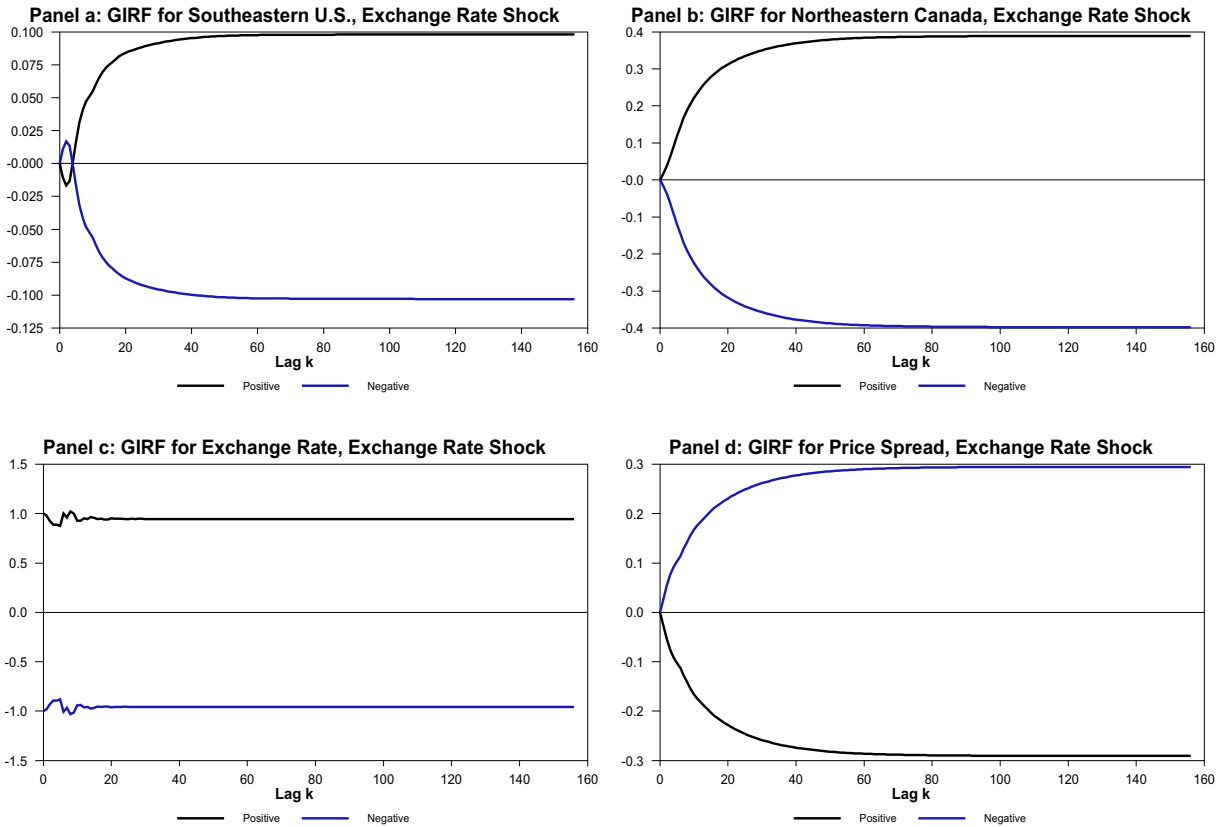 Panel a: GIRF for Southeastern U.S., Exchange Rate Shock
0.100
0.075
0.050
0.025
-0.000
-0.025
-0.050
-0.075
-0.100
-0.125
0 20 40 60 80 100 120 140 160
Lag k
Positive Negative
Panel b: GIRF for Northeastern Canada, Exchange Rate Shock
0.4
0.3
0.2
0.1
-0.0
-0.1
-0.2
-0.3
-0.4
0 20 40 60 80 100 120 140 160
Lag k
Positive Negative
Panel c: GIRF for Exchange Rate, Exchange Rate Shock
1.5
1.0
0.5
0.0
-0.5
-1.0
-1.5
0 20 40 60 80 100 120 140 160
Lag k
Positive Negative
Panel d: GIRF for Price Spread, Exchange Rate Shock
0.3
0.2
0.1
0.0
-0.1
-0.2
-0.3
0 20 40 60 80 100 120 140 160
Lag k
Positive Negative